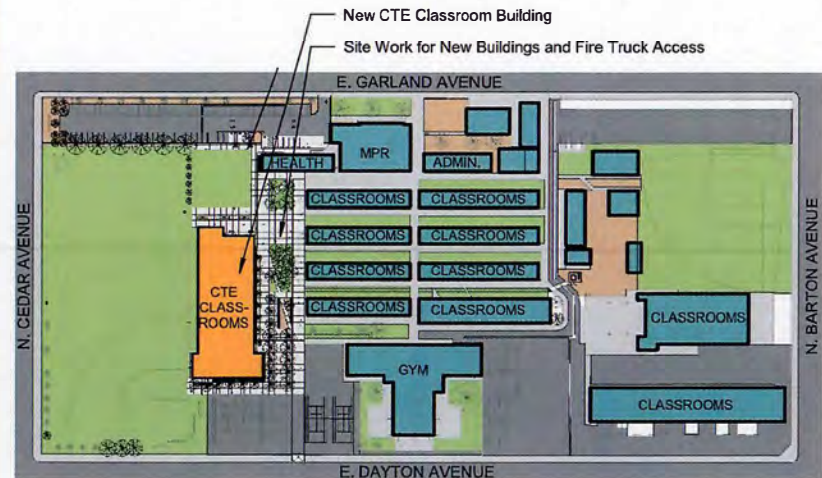 New CTE Classroom Building
Site Work for New Buildings and Fire Truck Access
E. GARLAND AVENUE
N. CEDAR AVENUE
HEALTH
MPR
ADMIN.
CLASSROOMS
CLASSROOMS
CLASSROOMS
CLASSROOMS
CLASSROOMS
CLASSROOMS
CLASSROOMS
CLASSROOMS
CTE
CLASS-
ROOMS
GYM
CLASSROOMS
CLASSROOMS
N. BARTON AVENUE
E. DAYTON AVENUE